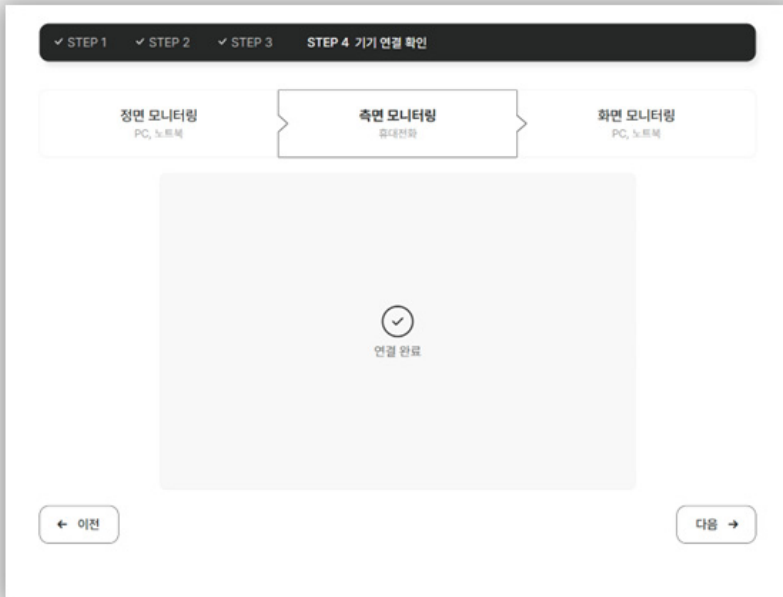 STEP 1 STEP 2 STEP 3 STEP 4 기기 연결 확인
정면 모니터링
PC, 노트북
측면 모니터링
휴대전화
화면 모니터링
PC, 노트북
연결 완료
← 이전
다음 →